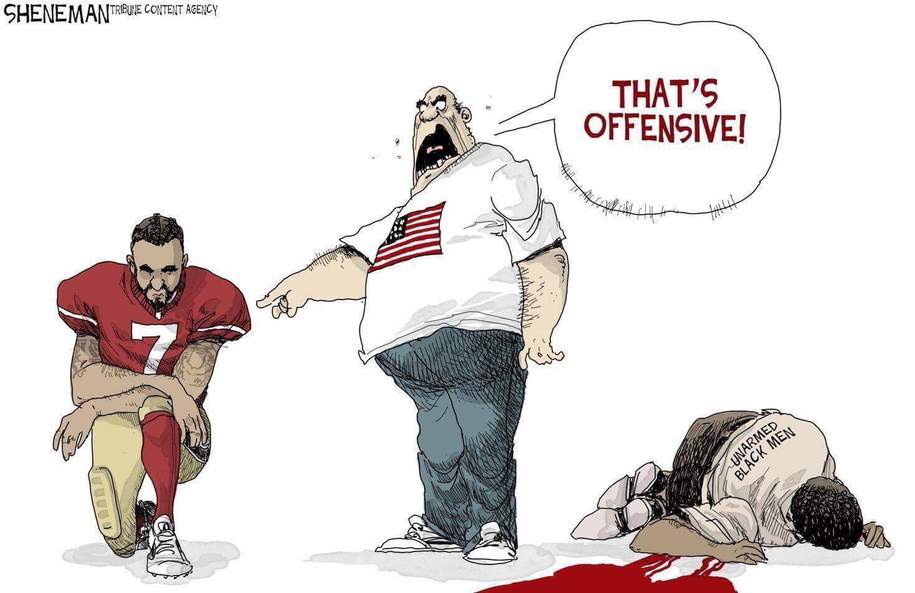 SHENEMAN TRIBUNE CONTENT AGENCY
THAT'S
OFFENSIVE!
7
UNARMED
BLACK MEN